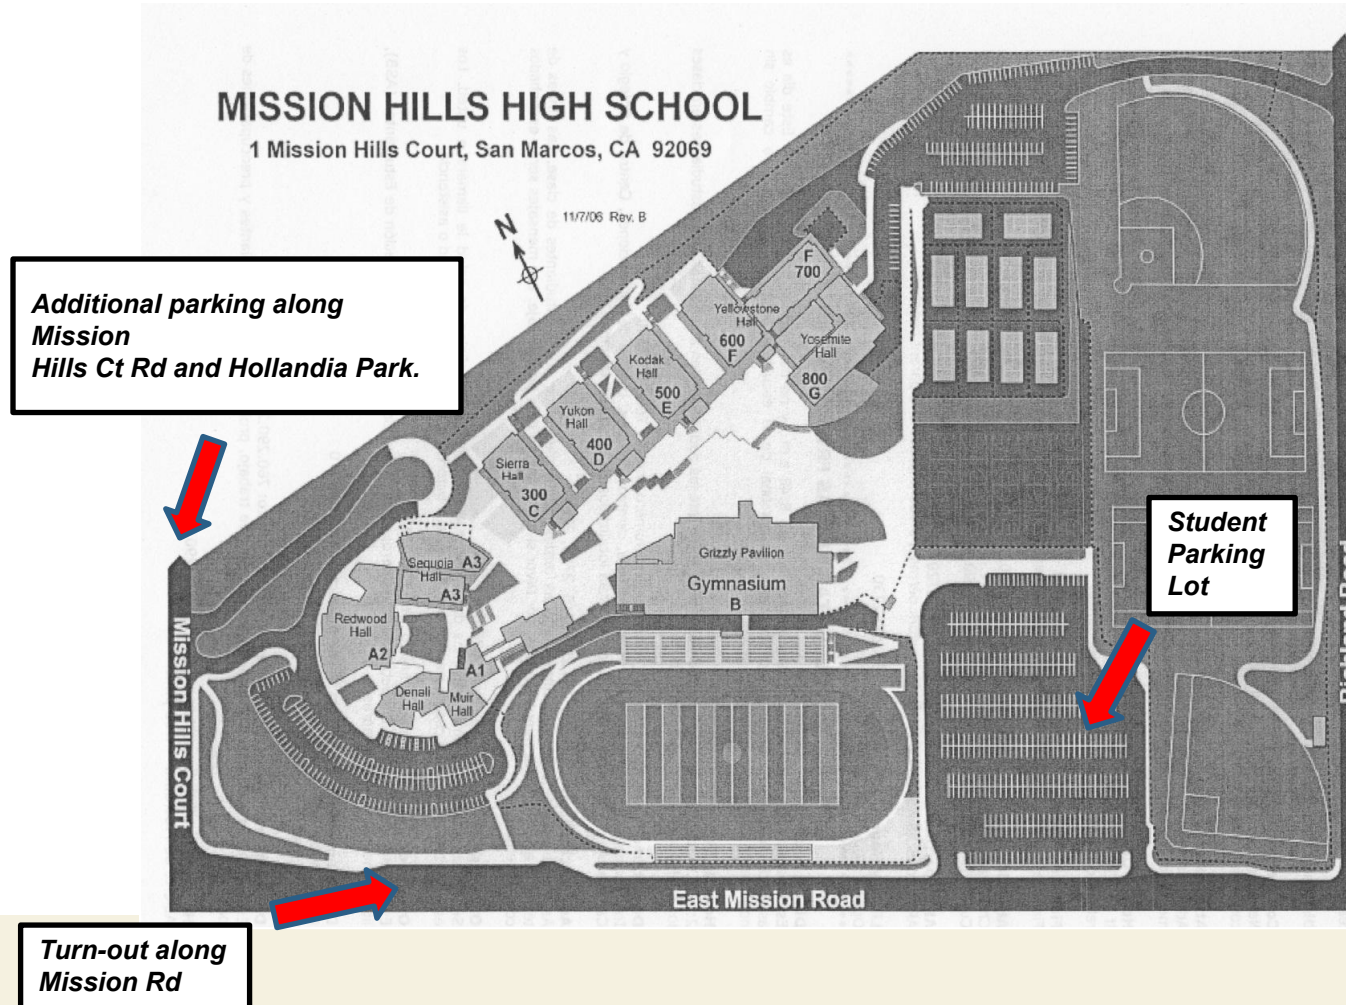 MISSION HILLS HIGH SCHOOL
1 Mission Hills Court, San Marcos, CA 92069
N
11/7/06 Rev. B
Additional parking along
Mission
Hills Ct Rd and Hollandia Park.
F
700
Yellowstone
Hall
600
F
Yosemite
Hall
800
G
Kodak
Hall
500
E
Yukon
Hall
400
D
Sierra
Hall
300
C
Student
Parking
Lot
Grizzly Pavilion
Gymnasium
B
Sequoia
Hall
A3
A3
Redwood
Hall
A2
A1
Denali
Hall
Muir
Hall
Mission Hills Court
East Mission Road
Turn-out along
Mission Rd